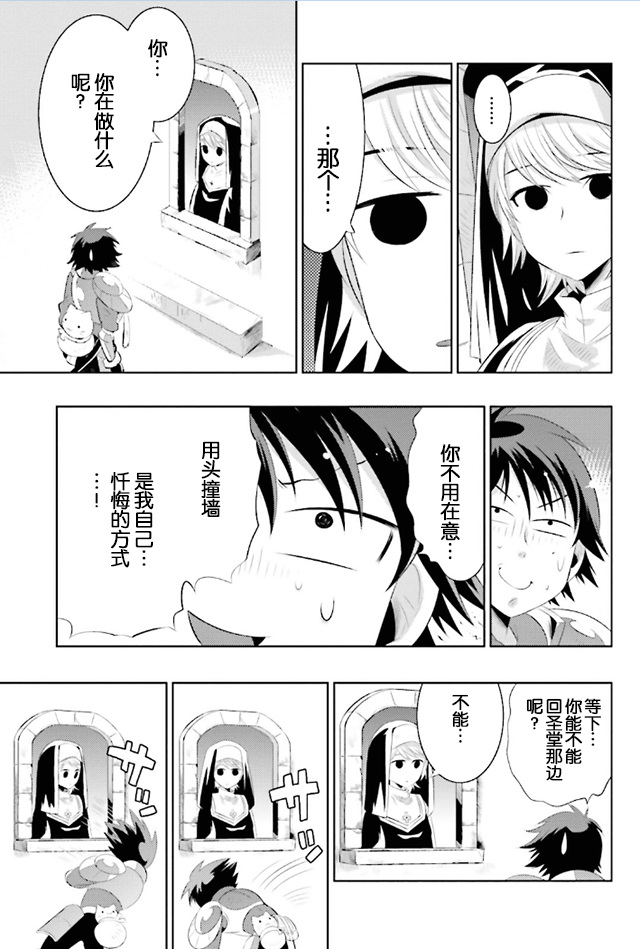 ……
…那个…
你…
你在做什么
呢？
你不用在意…
用头撞墙
是我自己…
忏悔的方式
…！
等下…
你能不能
回圣堂那边
呢？
不能…
サッ
サッ